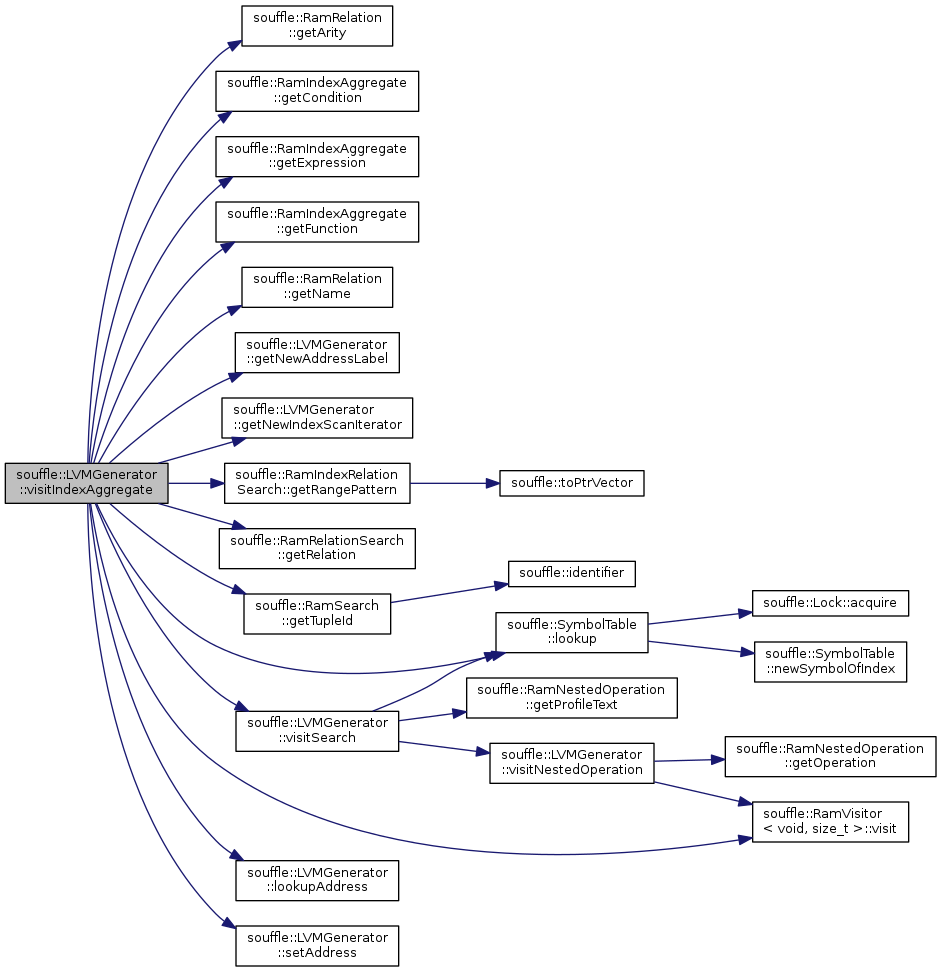 souffle::RamRelation
::getArity
souffle::RamIndexAggregate
::getCondition
souffle::RamIndexAggregate
::getExpression
souffle::RamIndexAggregate
::getFunction
souffle::RamRelation
::getName
souffle::LVMGenerator
::getNewAddressLabel
souffle::LVMGenerator
::getNewIndexScanIterator
souffle::LVMGenerator
::visitIndexAggregate
souffle::RamIndexRelation
Search::getRangePattern
souffle::toPtrVector
souffle::RamRelationSearch
::getRelation
souffle::RamSearch
::getTupleId
souffle::identifier
souffle::SymbolTable
::lookup
souffle::Lock::acquire
souffle::SymbolTable
::newSymbolOfIndex
souffle::RamNestedOperation
::getProfileText
souffle::LVMGenerator
::visitSearch
souffle::LVMGenerator
::visitNestedOperation
souffle::RamNestedOperation
::getOperation
souffle::RamVisitor
< void, size_t >::visit
souffle::LVMGenerator
::lookupAddress
souffle::LVMGenerator
::setAddress